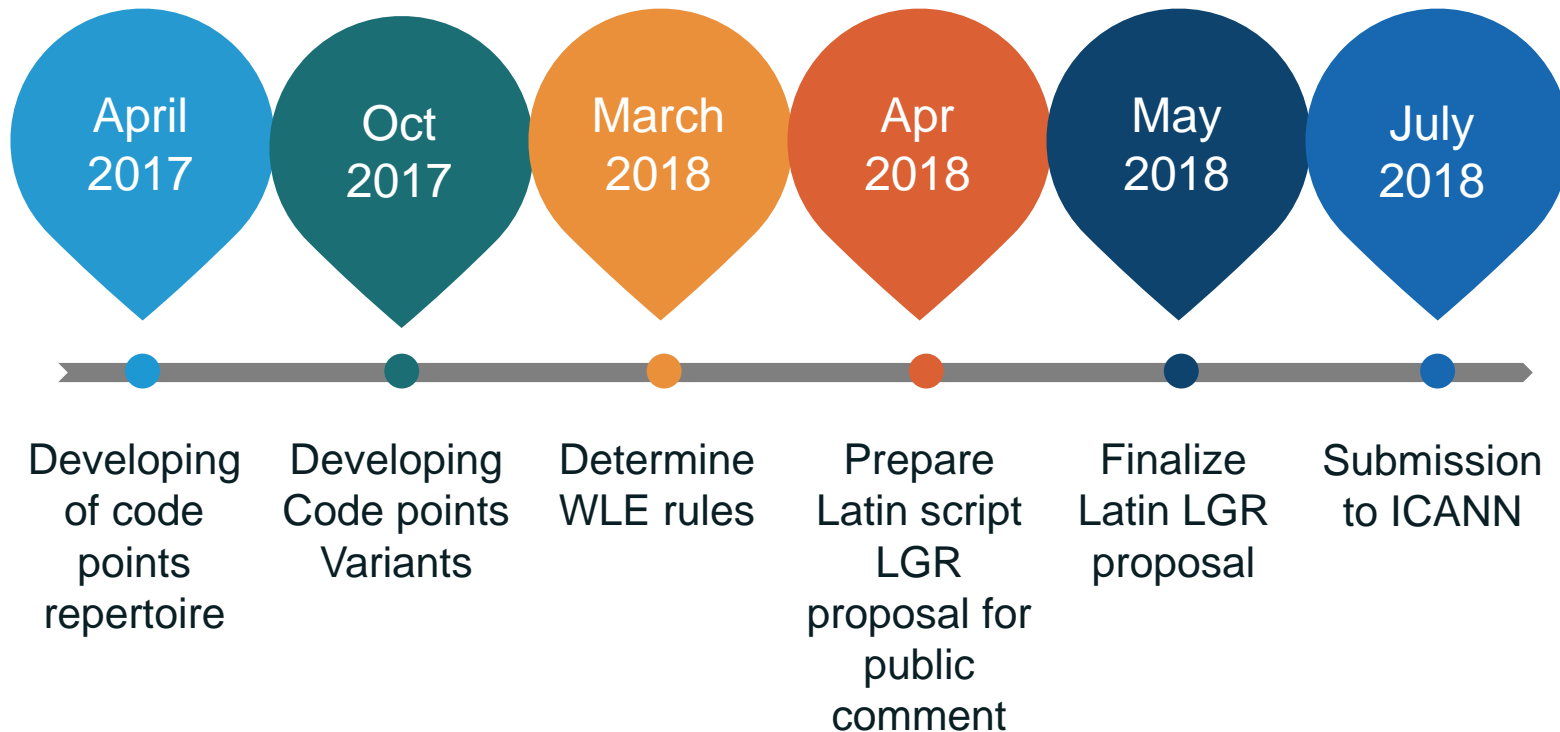 April
2017
Oct
2017
March
2018
Apr
2018
May
2018
July
2018
Developing
of code
points
repertoire
Developing
Code points
Variants
Determine
WLE rules
Prepare
Latin script
LGR
proposal for
public
comment
Finalize
Latin LGR
proposal
Submission
to ICANN